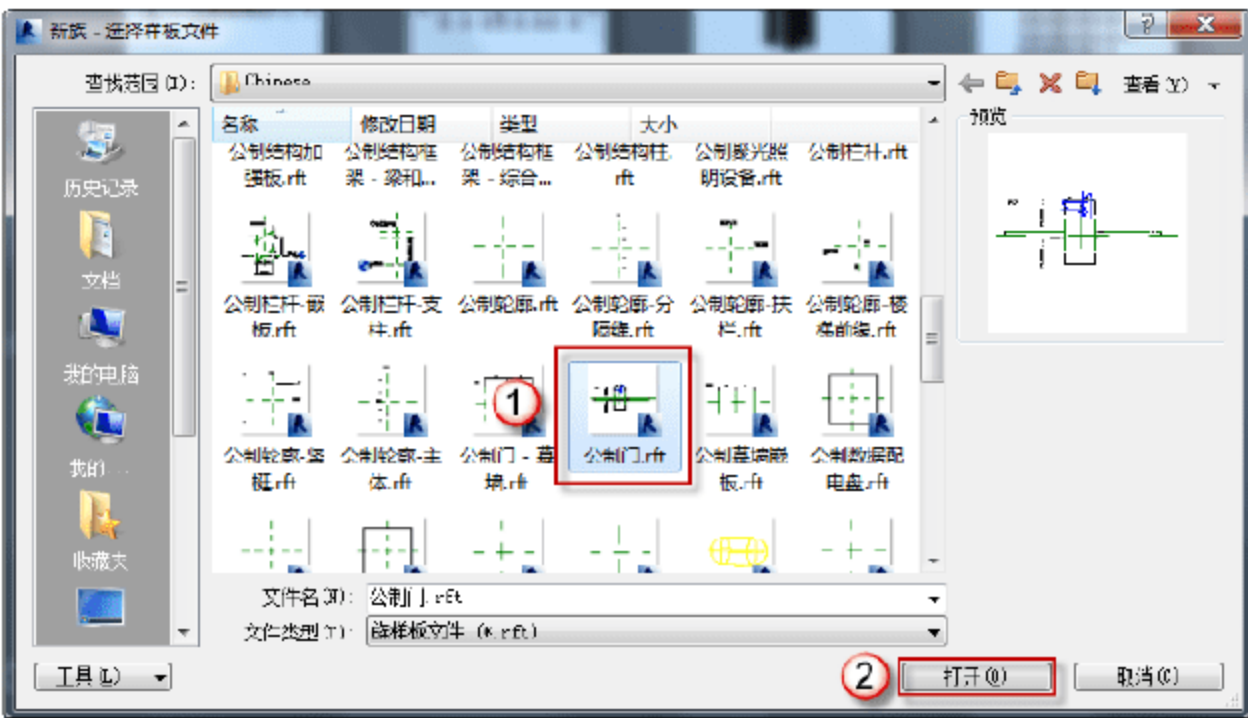 新族 - 选择样板文件
查找范围(I):
Chinese
查看(V)
名称 修改日期 类型 大小
预览
公制结构加强板.rft
公制结构框架 - 梁和...
公制结构框架 - 综合...
公制结构柱.rft
公制聚光照明设备.rft
公制栏杆.rft
历史记录
文档
我的电脑
我的...
收藏夹
公制栏杆-嵌板.rft
公制栏杆-支柱.rft
公制轮廓.rft
公制轮廓-分隔缝.rft
公制轮廓-扶栏.rft
公制轮廓-楼梯前缘.rft
1
公制轮廓-竖梃.rft
公制轮廓-主体.rft
公制门 - 幕墙.rft
公制门.rft
公制幕墙嵌板.rft
公制数据配电盘.rft
文件名(N): 公制门.rft
文件类型(T): 族样板文件 (*.rft)
工具(L)
2
打开(O)
取消(C)